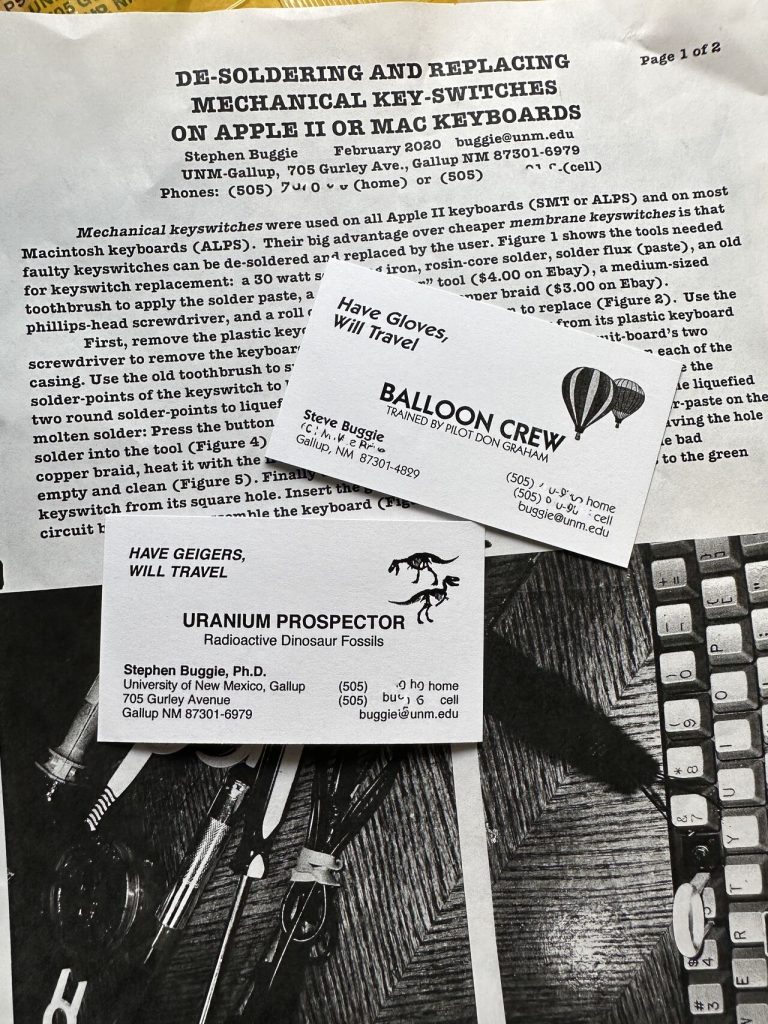 Page 1 of 2
DE-SOLDERING AND REPLACING
MECHANICAL KEY-SWITCHES
ON APPLE II OR MAC KEYBOARDS
Stephen Buggie February 2020 buggie@unm.edu
UNM-Gallup, 705 Gurley Ave., Gallup NM 87301-6979
Phones: (505) (home) or (505) (cell)
Mechanical keyswitches were used on all Apple II keyboards (SMT or ALPS) and on most
Macintosh keyboards (ALPS). Their big advantage over cheaper membrane keyswitches is that
faulty keyswitches can be de-soldered and replaced by the user. Figure 1 shows the tools needed
for keyswitch replacement: a 30 watt iron, rosin-core solder, solder flux (paste), an old
toothbrush to apply the solder paste, a tool ($4.00 on Ebay), a medium-sized
phillips-head screwdriver, and a roll braid ($3.00 on Ebay).
First, remove the plastic to replace (Figure 2). Use the
screwdriver to remove the from its plastic keyboard
casing. Use the old toothbrush to two
solder-points of the keyswitch to each of the
two round solder-points to the
molten solder: Press the button liquefied
solder into the tool (Figure 4) on the
copper braid, heat it with the the hole
empty and clean (Figure 5). bad
keyswitch from its square hole. Insert the to the green
circuit the keyboard
Have Gloves,
Will Travel
BALLOON CREW
TRAINED BY PILOT DON GRAHAM
Steve Buggie
Gallup, NM 87301-4829
(505) home
(505) cell
buggie@unm.edu
HAVE GEIGERS,
WILL TRAVEL
URANIUM PROSPECTOR
Radioactive Dinosaur Fossils
Stephen Buggie, Ph.D.
University of New Mexico, Gallup
705 Gurley Avenue
Gallup NM 87301-6979
(505) home
(505) cell
buggie@unm.edu